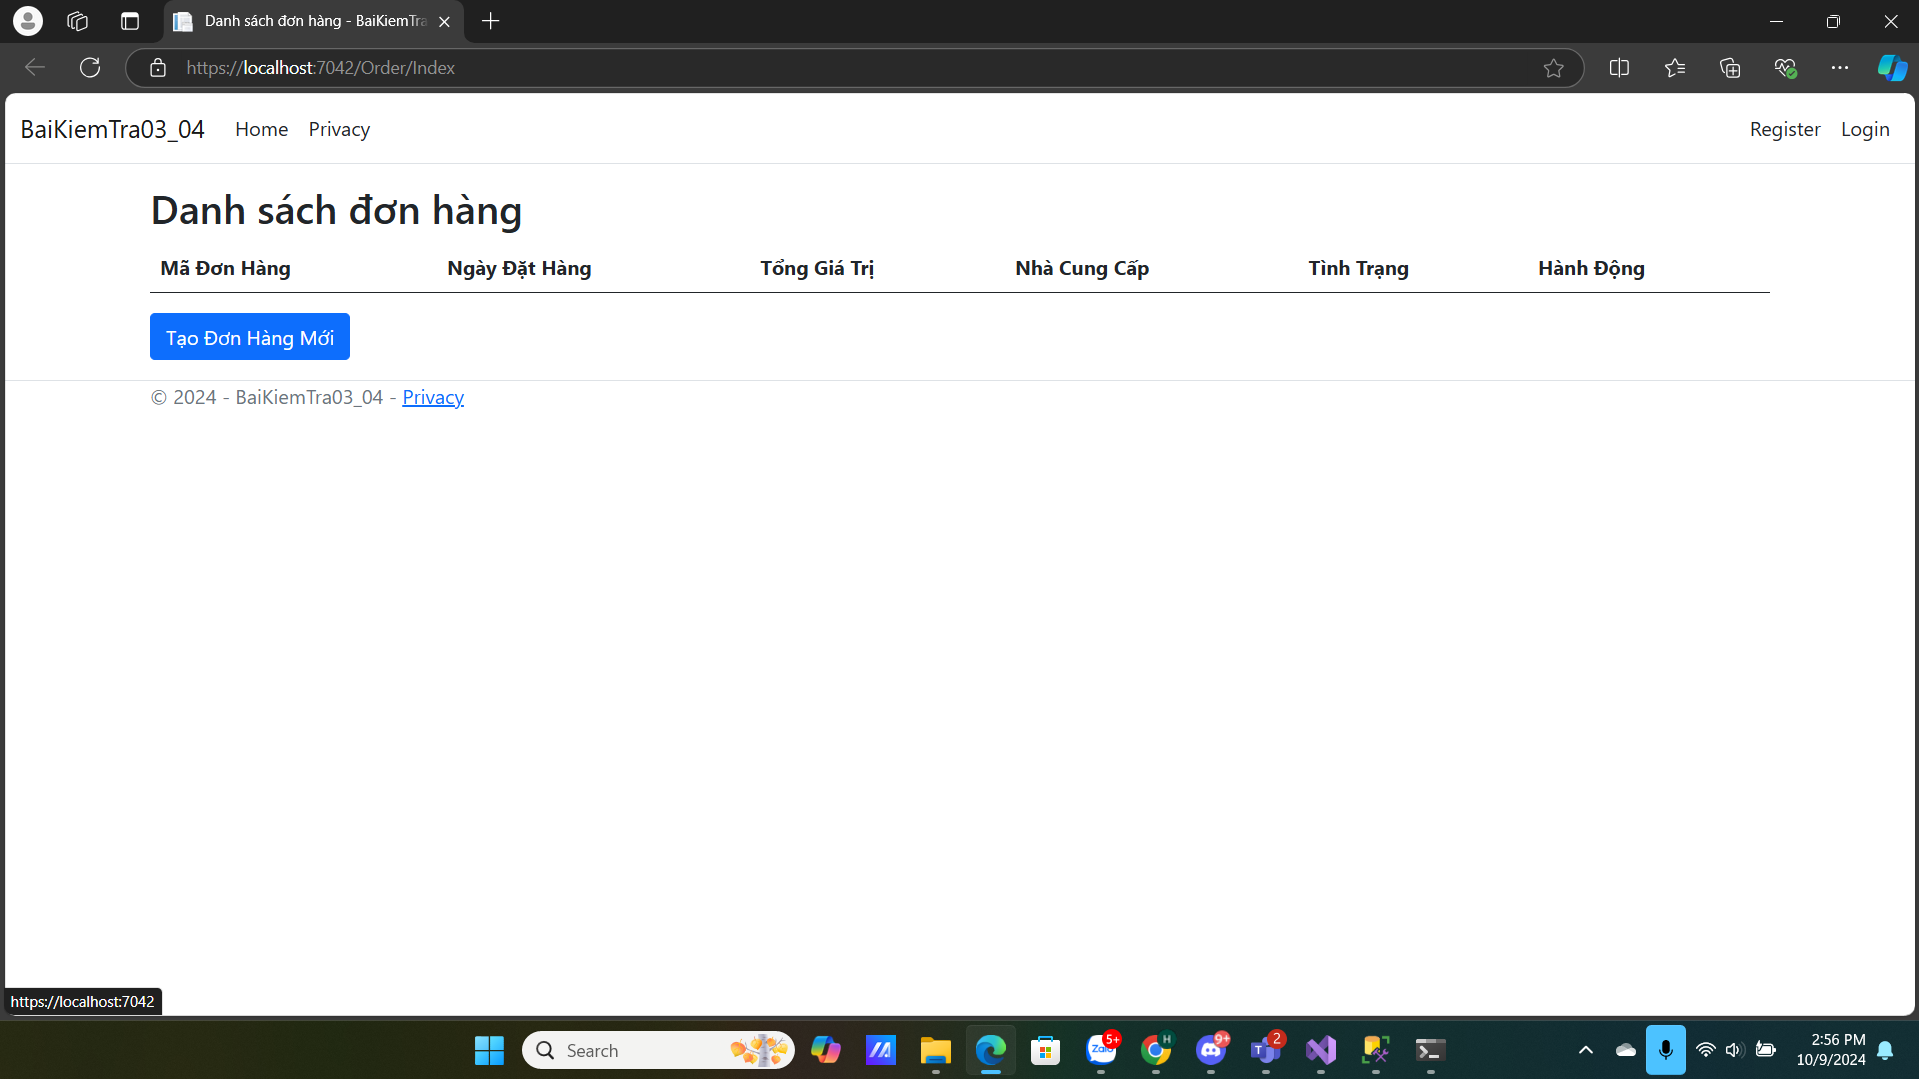 Danh sách đơn hàng - BaiKiemTra
https://localhost:7042/Order/Index
BaiKiemTra03_04 Home Privacy Register Login
Danh sách đơn hàng
Mã Đơn Hàng Ngày Đặt Hàng Tổng Giá Trị Nhà Cung Cấp Tình Trạng Hành Động
Tạo Đơn Hàng Mới
© 2024 - BaiKiemTra03_04 - Privacy
https://localhost:7042
Search
Zalo
5+
H
9+
T
2
2:56 PM
10/9/2024